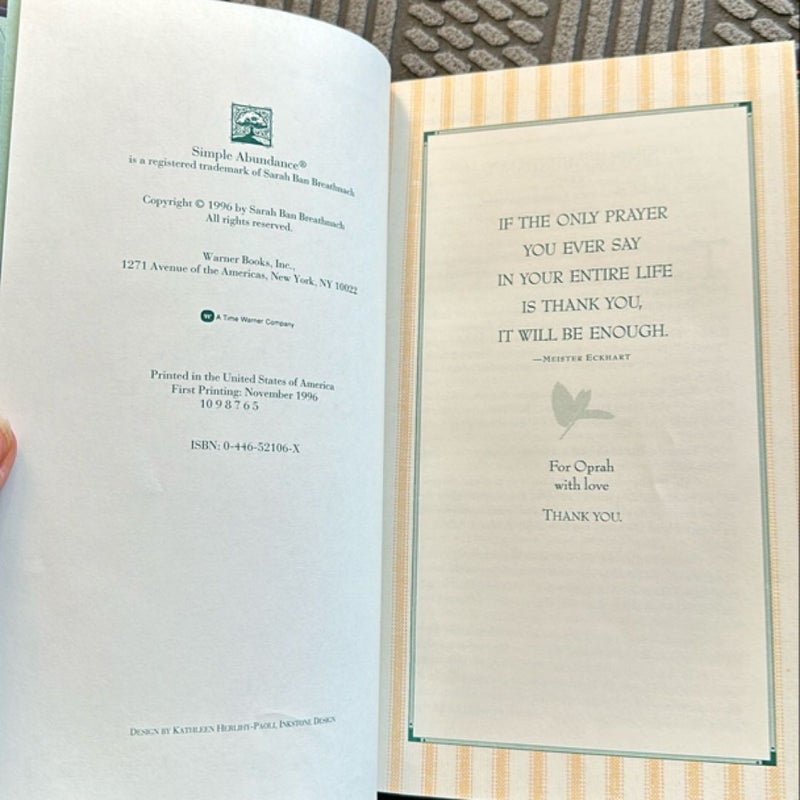 Simple Abundance®
is a registered trademark of Sarah Ban Breathnach
Copyright © 1996 by Sarah Ban Breathnach
All rights reserved.
Warner Books, Inc.,
1271 Avenue of the Americas, New York, NY 10022
W A Time Warner Company
Printed in the United States of America
First Printing: November 1996
10 9 8 7 6 5
ISBN: 0-446-52106-X
DESIGN BY KATHLEEN HERLIHY-PAOLI, INKSTONE DESIGN
IF THE ONLY PRAYER
YOU EVER SAY
IN YOUR ENTIRE LIFE
IS THANK YOU,
IT WILL BE ENOUGH.
—MEISTER ECKHART
For Oprah
with love
THANK YOU.